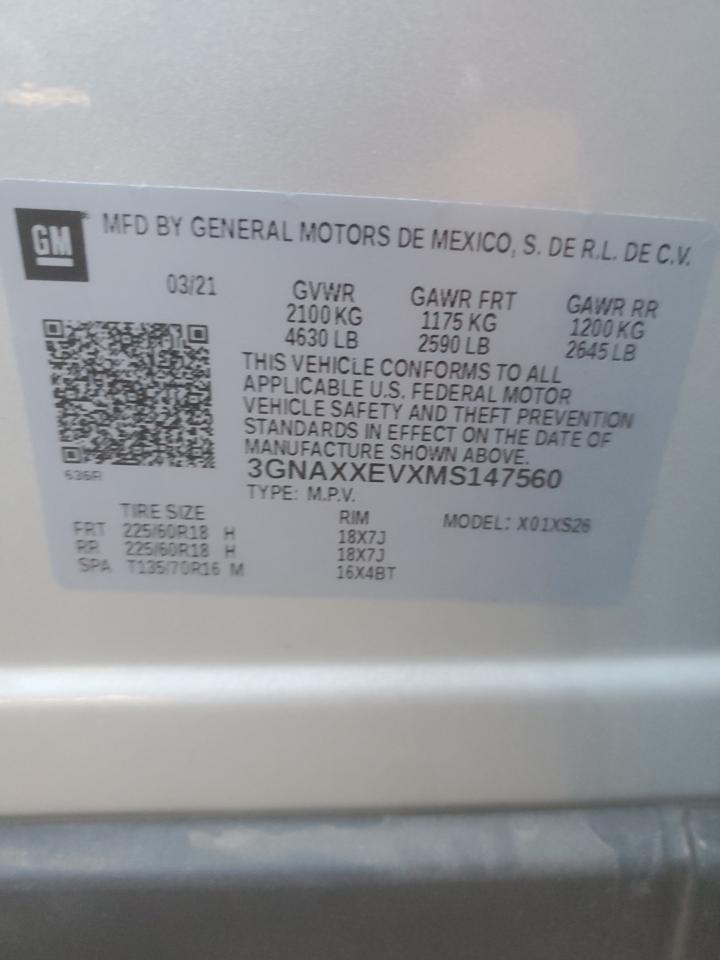 GM MFD BY GENERAL MOTORS DE MEXICO, S. DE R.L. DE C.V.
03/21 GVWR GAWR FRT GAWR RR
2100 KG 1175 KG 1200 KG
4630 LB 2590 LB 2645 LB
THIS VEHICLE CONFORMS TO ALL
APPLICABLE U.S. FEDERAL MOTOR
VEHICLE SAFETY AND THEFT PREVENTION
STANDARDS IN EFFECT ON THE DATE OF
MANUFACTURE SHOWN ABOVE.
636R 3GNAXXEVXMS147560
TYPE: M.P.V.
TIRE SIZE RIM MODEL: X01XS26
FRT 225/60R18 H 18X7J
RR 225/60R18 H 18X7J
SPA T135/70R16 M 16X4BT